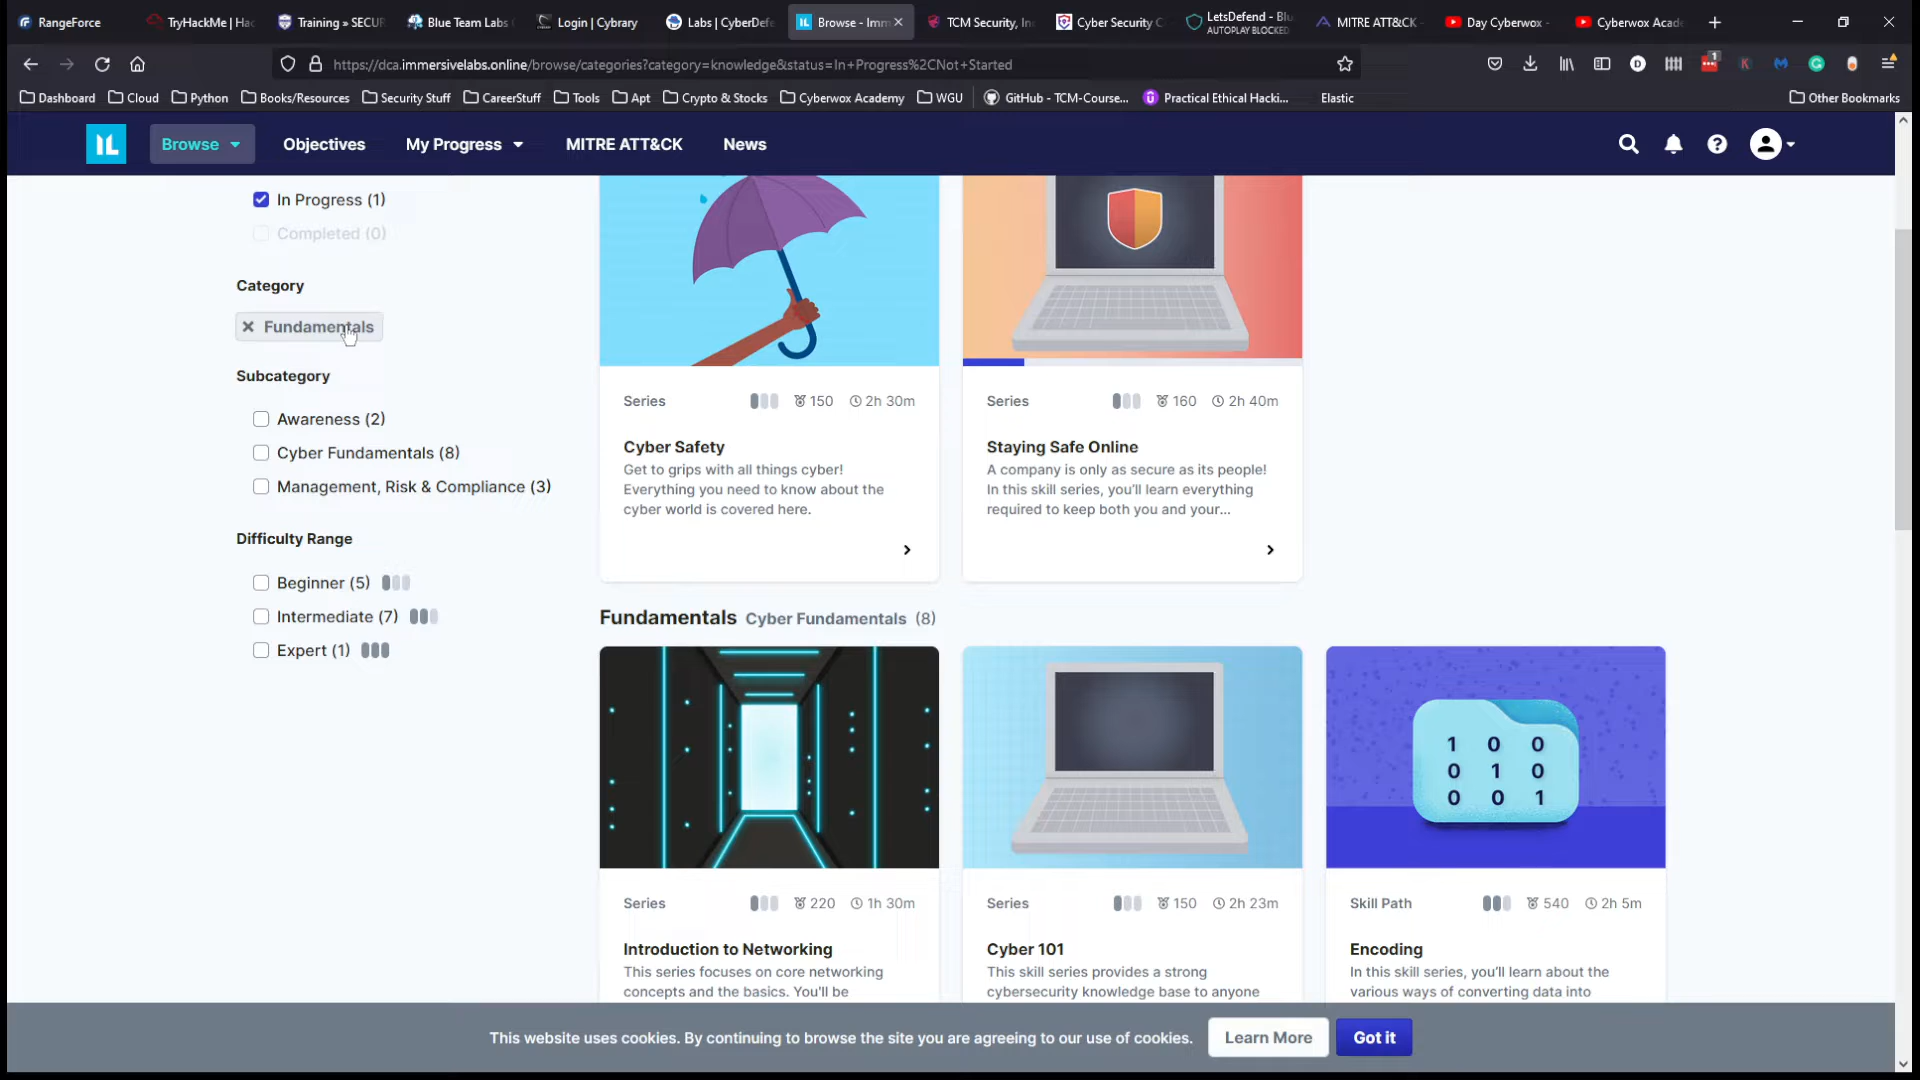 RangeForce
TryHackMe | Hac
Training » SECUR
Blue Team Labs
Login | Cybrary
Labs | CyberDefe
Browse - Imm
TCM Security, In
Cyber Security C
LetsDefend - Blu
AUTOPLAY BLOCKED
MITRE ATT&CK
Day Cyberwox -
Cyberwox Acade
https://dca.immersivelabs.online/browse/categories?category=knowledge&status=In+Progress%2CNot+Started
Dashboard
Cloud
Python
Books/Resources
Security Stuff
CareerStuff
Tools
Apt
Crypto & Stocks
Cyberwox Academy
WGU
GitHub - TCM-Course...
Practical Ethical Hacki...
Elastic
Other Bookmarks
IL
Browse
Objectives
My Progress
MITRE ATT&CK
News
In Progress (1)
Completed (0)
Category
Fundamentals
Subcategory
Awareness (2)
Cyber Fundamentals (8)
Management, Risk & Compliance (3)
Difficulty Range
Beginner (5)
Intermediate (7)
Expert (1)
Series 150 2h 30m
Cyber Safety
Get to grips with all things cyber!
Everything you need to know about the
cyber world is covered here.
Series 160 2h 40m
Staying Safe Online
A company is only as secure as its people!
In this skill series, you'll learn everything
required to keep both you and your...
Fundamentals Cyber Fundamentals (8)
1 0 0
0 1 0
0 0 1
Series 220 1h 30m
Introduction to Networking
This series focuses on core networking
concepts and the basics. You'll be
Series 150 2h 23m
Cyber 101
This skill series provides a strong
cybersecurity knowledge base to anyone
Skill Path 540 2h 5m
Encoding
In this skill series, you'll learn about the
various ways of converting data into
This website uses cookies. By continuing to browse the site you are agreeing to our use of cookies.
Learn More
Got it